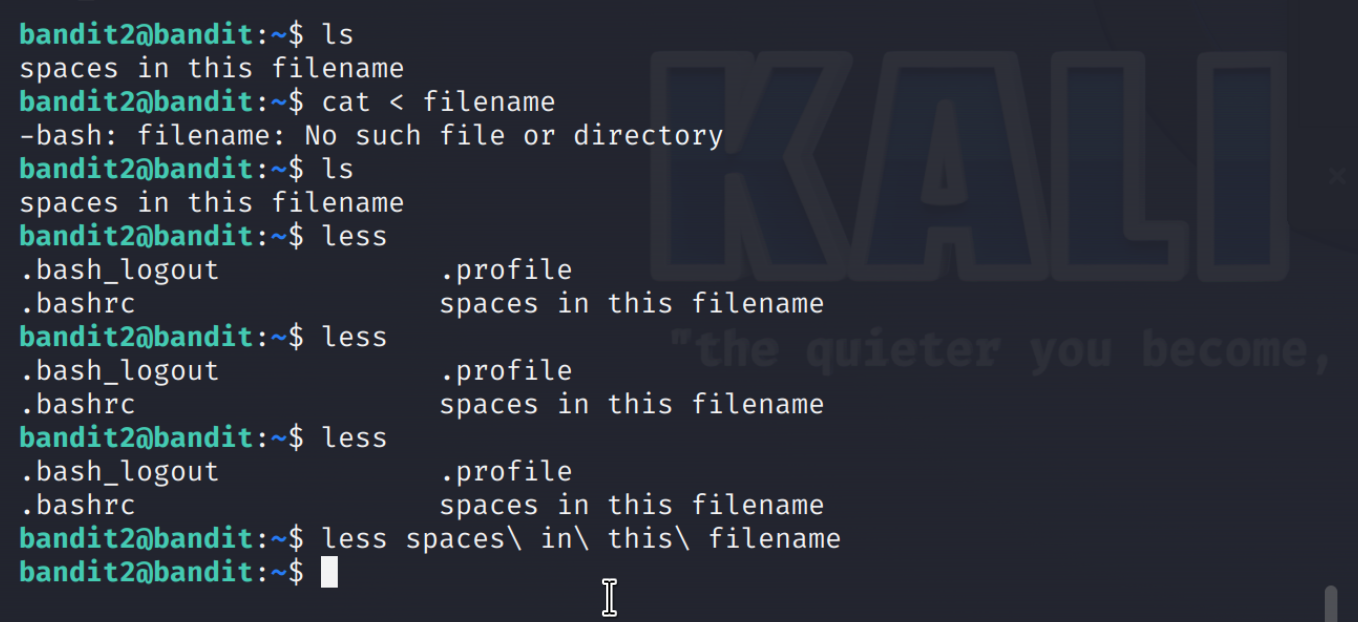 bandit2@bandit:~$ ls
spaces in this filename
bandit2@bandit:~$ cat < filename
-bash: filename: No such file or directory
bandit2@bandit:~$ ls
spaces in this filename
bandit2@bandit:~$ less
.bash_logout .profile
.bashrc spaces in this filename
bandit2@bandit:~$ less
.bash_logout .profile
.bashrc spaces in this filename
bandit2@bandit:~$ less
.bash_logout .profile
.bashrc spaces in this filename
bandit2@bandit:~$ less spaces\ in\ this\ filename
bandit2@bandit:~$
KALI
"the quieter you become,